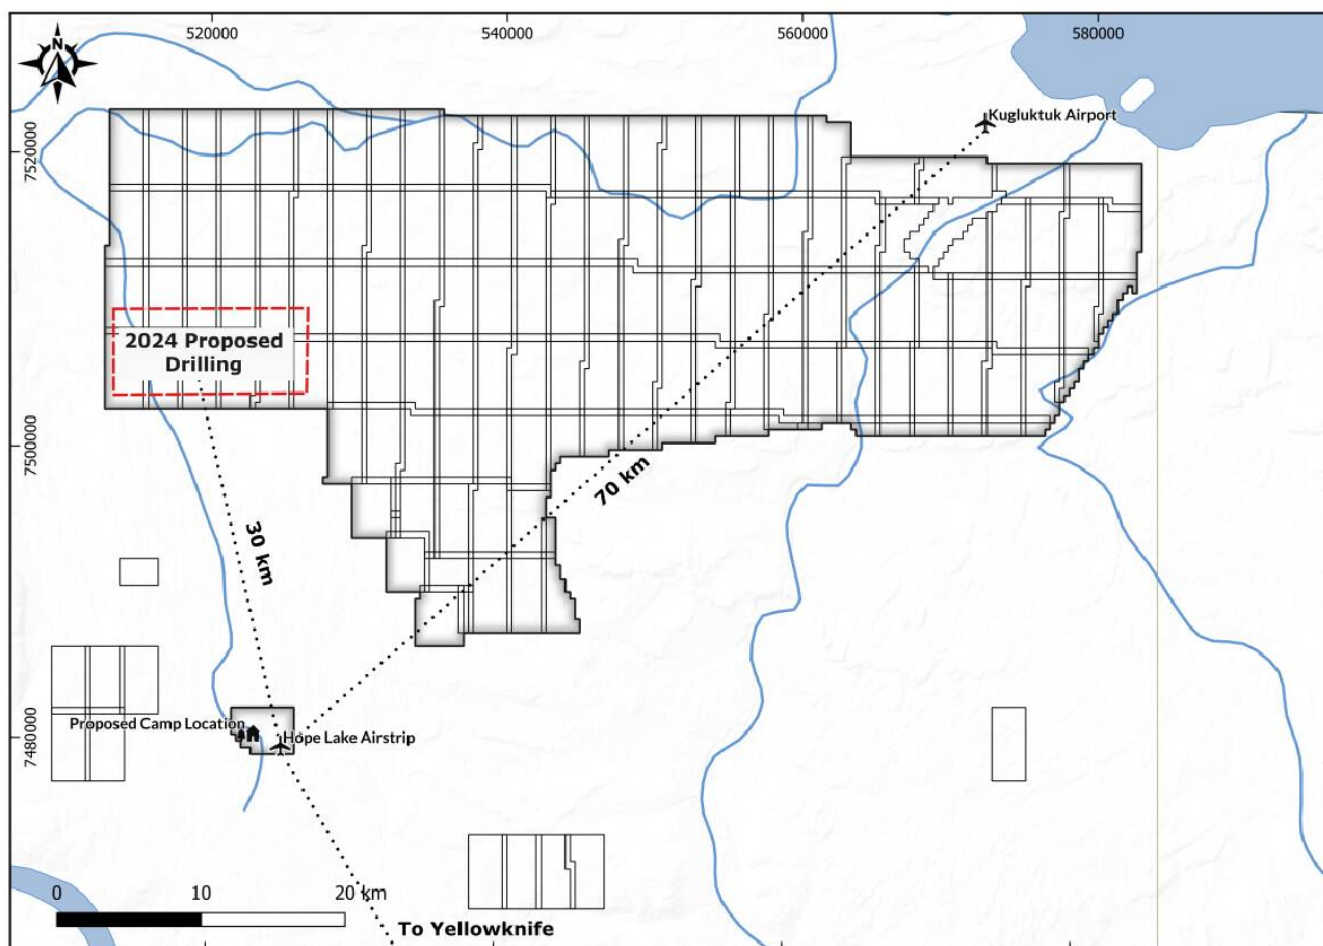 520000
540000
560000
580000
N
Kugluktuk Airport
7520000
2024 Proposed
Drilling
7500000
70 km
30 km
7480000
Proposed Camp Location
Hope Lake Airstrip
0
10
20 km
To Yellowknife